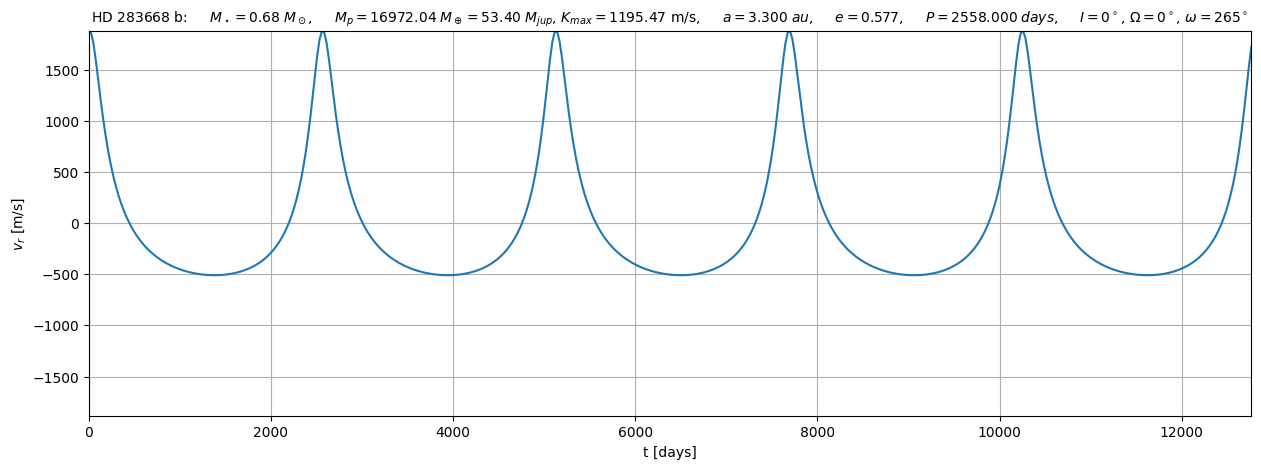 HD 283668 b: M⋆ = 0.68 M⊙, Mp = 16972.04 M⊕ = 53.40 Mjup, Kmax = 1195.47 m/s, a = 3.300 au, e = 0.577, P = 2558.000 days, I = 0°, Ω = 0°, ω = 265°
1500
1000
500
0
−500
−1000
−1500
vr [m/s]
0 2000 4000 6000 8000 10000 12000
t [days]